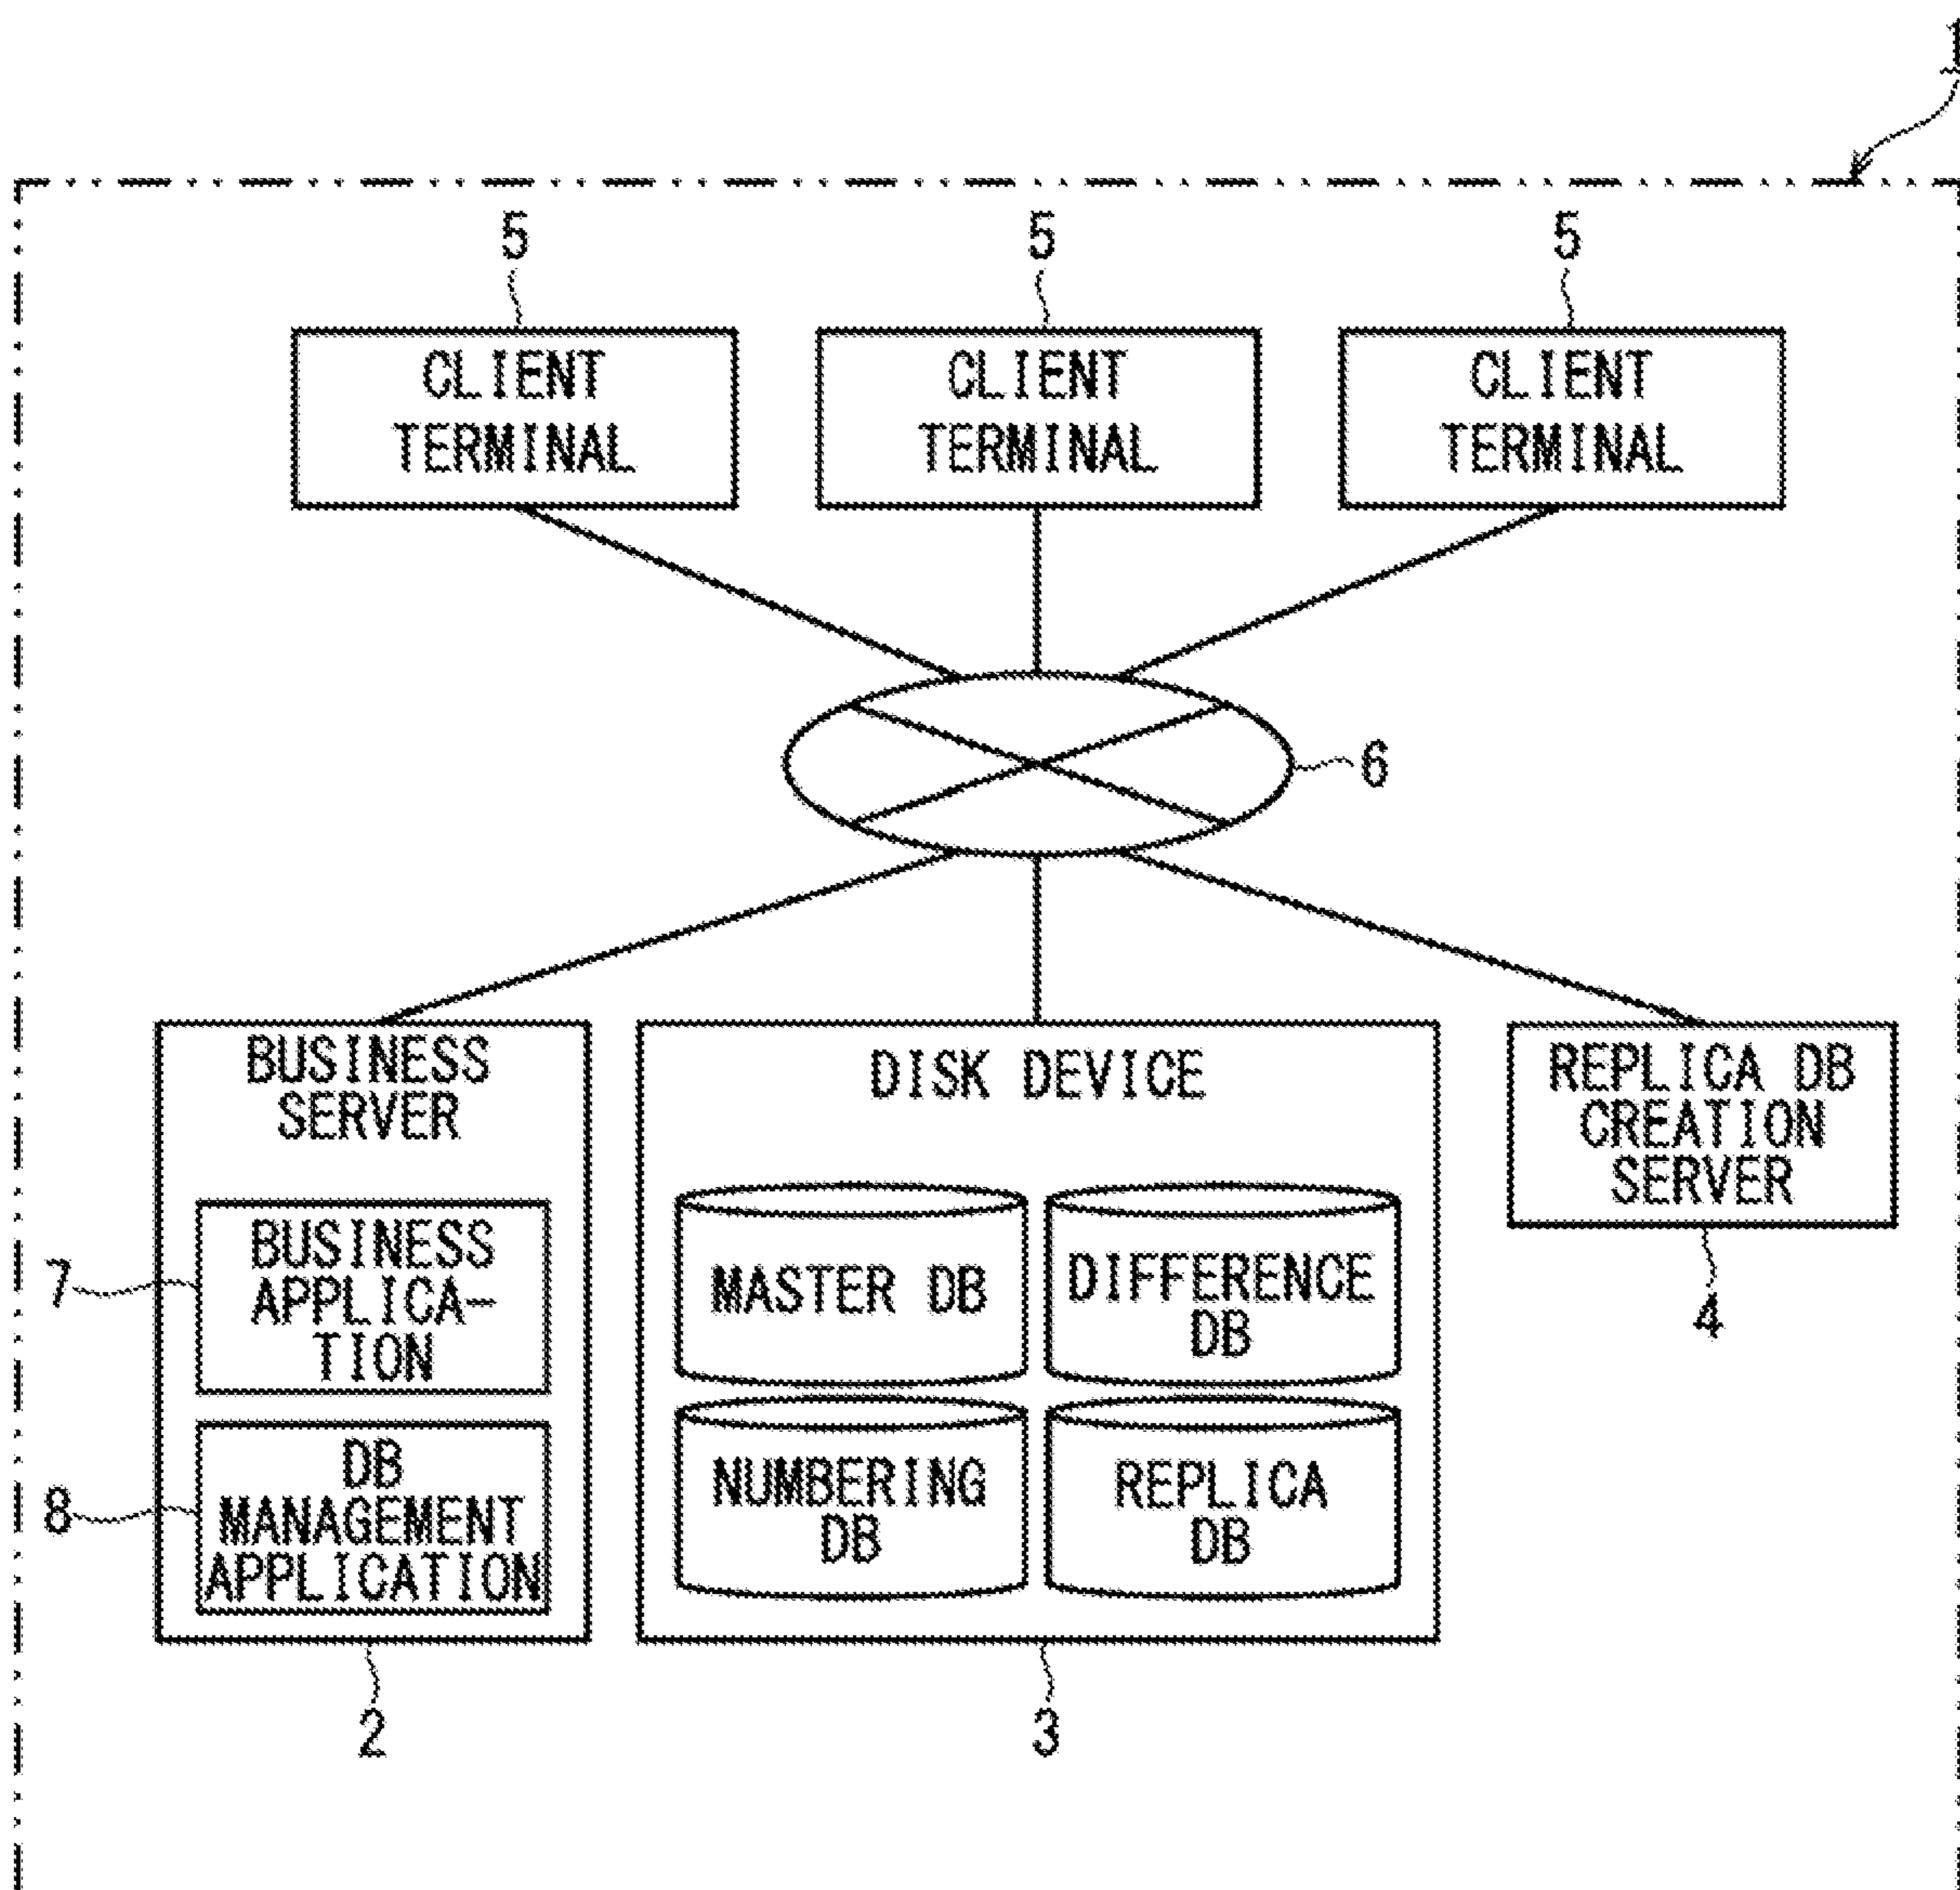 1
5 5 5
CLIENT CLIENT CLIENT
TERMINAL TERMINAL TERMINAL
6
BUSINESS
SERVER
7
BUSINESS
APPLICA-
TION
8
DB
MANAGEMENT
APPLICATION
2
DISK DEVICE
MASTER DB
DIFFERENCE
DB
NUMBERING
DB
REPLICA
DB
3
REPLICA DB
CREATION
SERVER
4